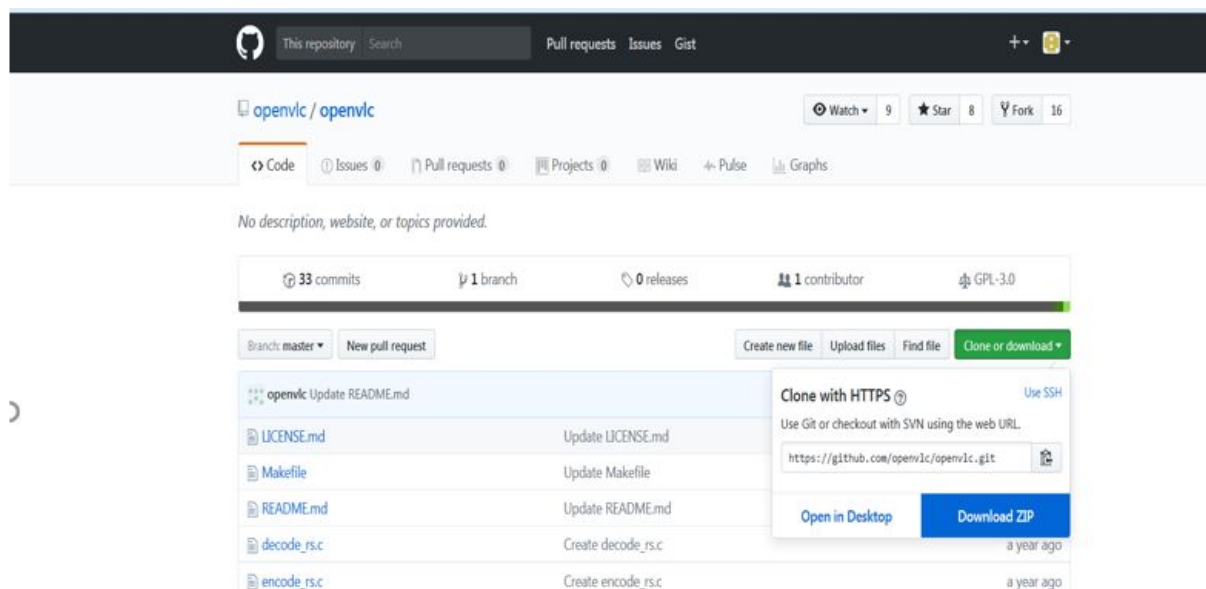 This repository Search Pull requests Issues Gist
openvlc / openvlc Watch 9 Star 8 Fork 16
Code Issues 0 Pull requests 0 Projects 0 Wiki Pulse Graphs
No description, website, or topics provided.
33 commits 1 branch 0 releases 1 contributor GPL-3.0
Branch: master New pull request Create new file Upload files Find file Clone or download
openvlc Update README.md
Clone with HTTPS Use SSH
Use Git or checkout with SVN using the web URL.
https://github.com/openvlc/openvlc.git
Open in Desktop Download ZIP
LICENSE.md Update LICENSE.md
Makefile Update Makefile
README.md Update README.md
decode_rs.c Create decode_rs.c a year ago
encode_rs.c Create encode_rs.c a year ago